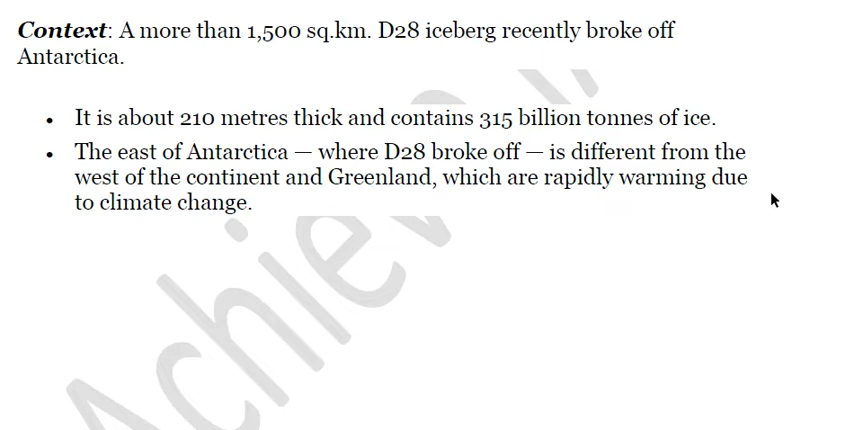 Context: A more than 1,500 sq.km. D28 iceberg recently broke off
Antarctica.
• It is about 210 metres thick and contains 315 billion tonnes of ice.
• The east of Antarctica — where D28 broke off — is different from the
west of the continent and Greenland, which are rapidly warming due
to climate change.